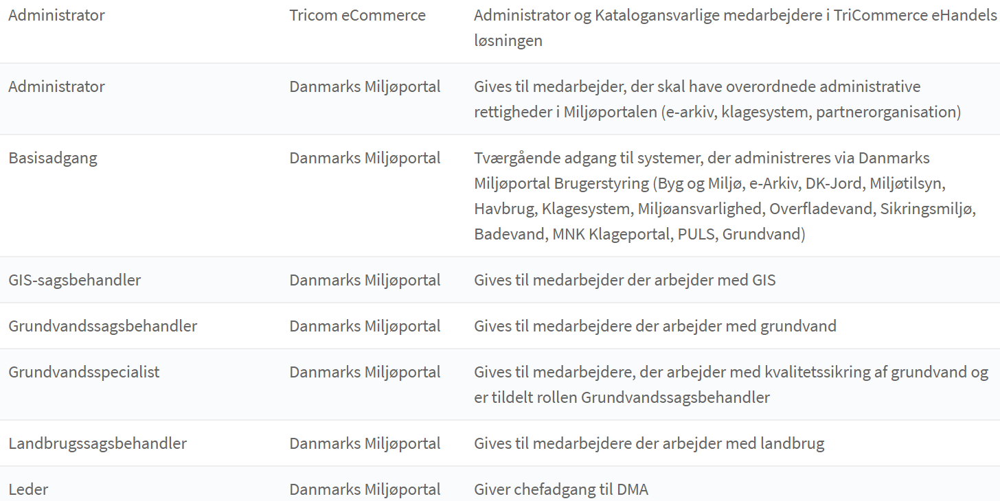 Administrator Tricom eCommerce Administrator og Katalogansvarlige medarbejdere i TriCommerce eHandels
løsningen
Administrator Danmarks Miljøportal Gives til medarbejder, der skal have overordnede administrative
rettigheder i Miljøportalen (e-arkiv, klagesystem, partnerorganisation)
Basisadgang Danmarks Miljøportal Tværgående adgang til systemer, der administreres via Danmarks
Miljøportal Brugerstyring (Byg og Miljø, e-Arkiv, DK-Jord, Miljøtilsyn,
Havbrug, Klagesystem, Miljøansvarlighed, Overfladevand, Sikringsmiljø,
Badevand, MNK Klageportal, PULS, Grundvand)
GIS-sagsbehandler Danmarks Miljøportal Gives til medarbejder der arbejder med GIS
Grundvandssagsbehandler Danmarks Miljøportal Gives til medarbejdere der arbejder med grundvand
Grundvandsspecialist Danmarks Miljøportal Gives til medarbejdere, der arbejder med kvalitetssikring af grundvand og
er tildelt rollen Grundvandssagsbehandler
Landbrugssagsbehandler Danmarks Miljøportal Gives til medarbejdere der arbejder med landbrug
Leder Danmarks Miljøportal Giver chefadgang til DMA